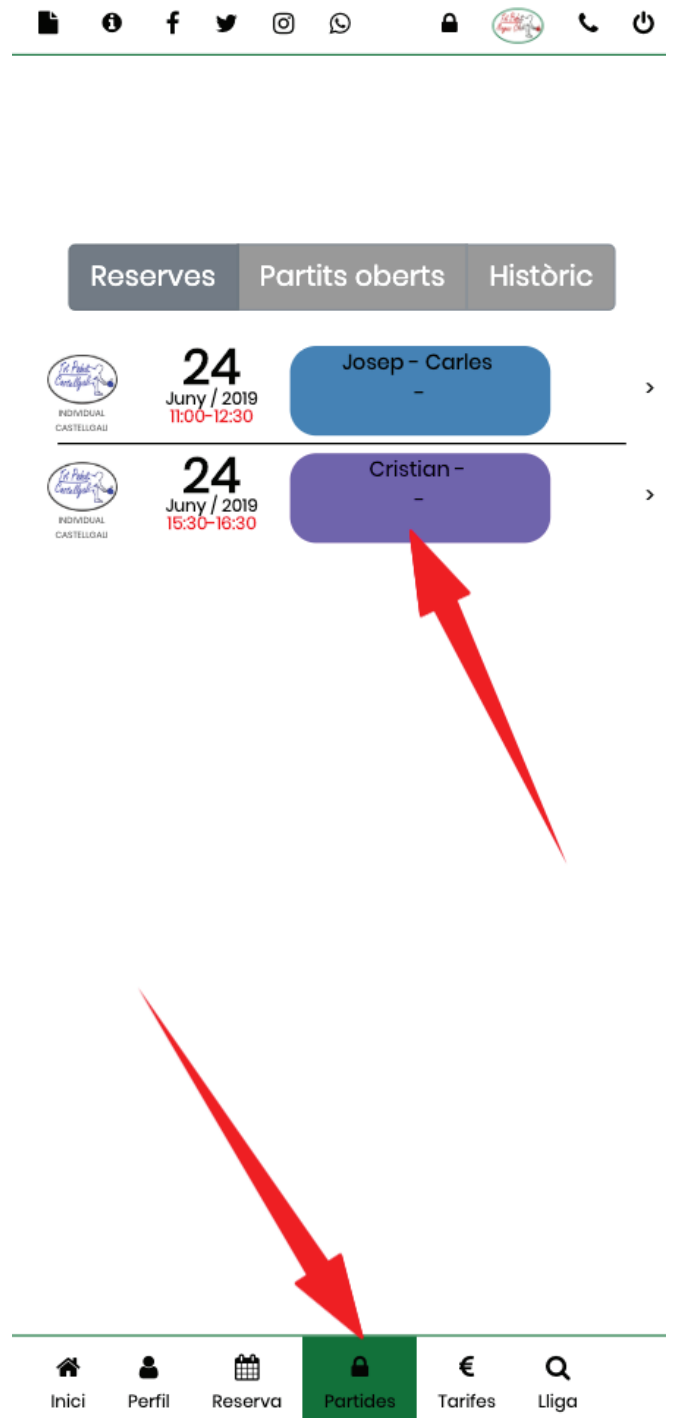 Reserves Partits oberts Històric
24
Juny / 2019
11:00-12:30
Josep - Carles
-
INDIVIDUAL
CASTELLGALI
>
24
Juny / 2019
15:30-16:30
Cristian -
-
INDIVIDUAL
CASTELLGALI
>
Inici Perfil Reserva Partides Tarifes Lliga